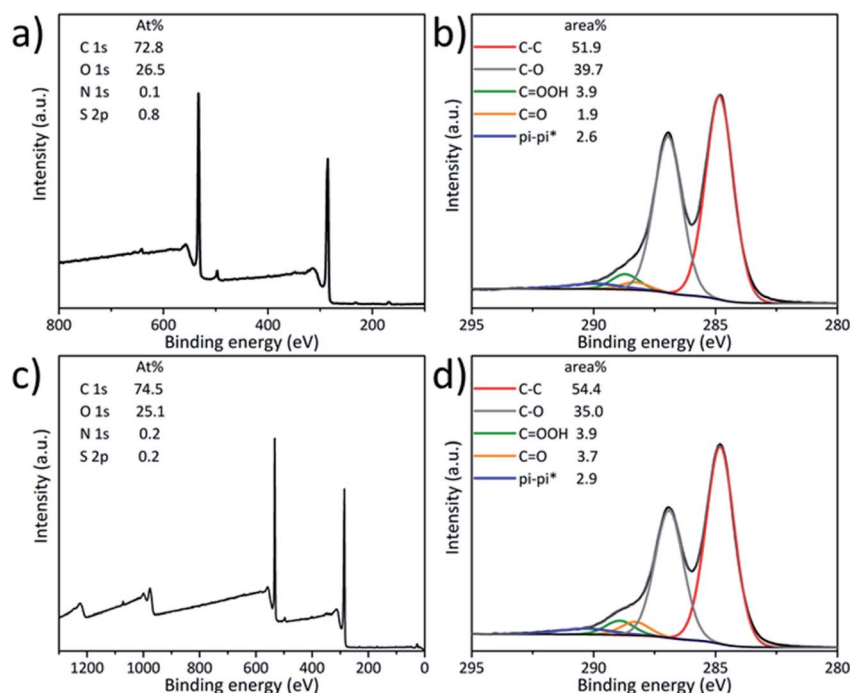 a)
At%
C 1s 72.8
O 1s 26.5
N 1s 0.1
S 2p 0.8
Intensity (a.u.)
800 600 400 200
Binding energy (eV)
b)
area%
C-C 51.9
C-O 39.7
C=OOH 3.9
C=O 1.9
pi-pi* 2.6
Intensity (a.u.)
295 290 285 280
Binding energy (eV)
c)
At%
C 1s 74.5
O 1s 25.1
N 1s 0.2
S 2p 0.2
Intensity (a.u.)
1200 1000 800 600 400 200 0
Binding energy (eV)
d)
area%
C-C 54.4
C-O 35.0
C=OOH 3.9
C=O 3.7
pi-pi* 2.9
Intensity (a.u.)
295 290 285 280
Binding energy (eV)